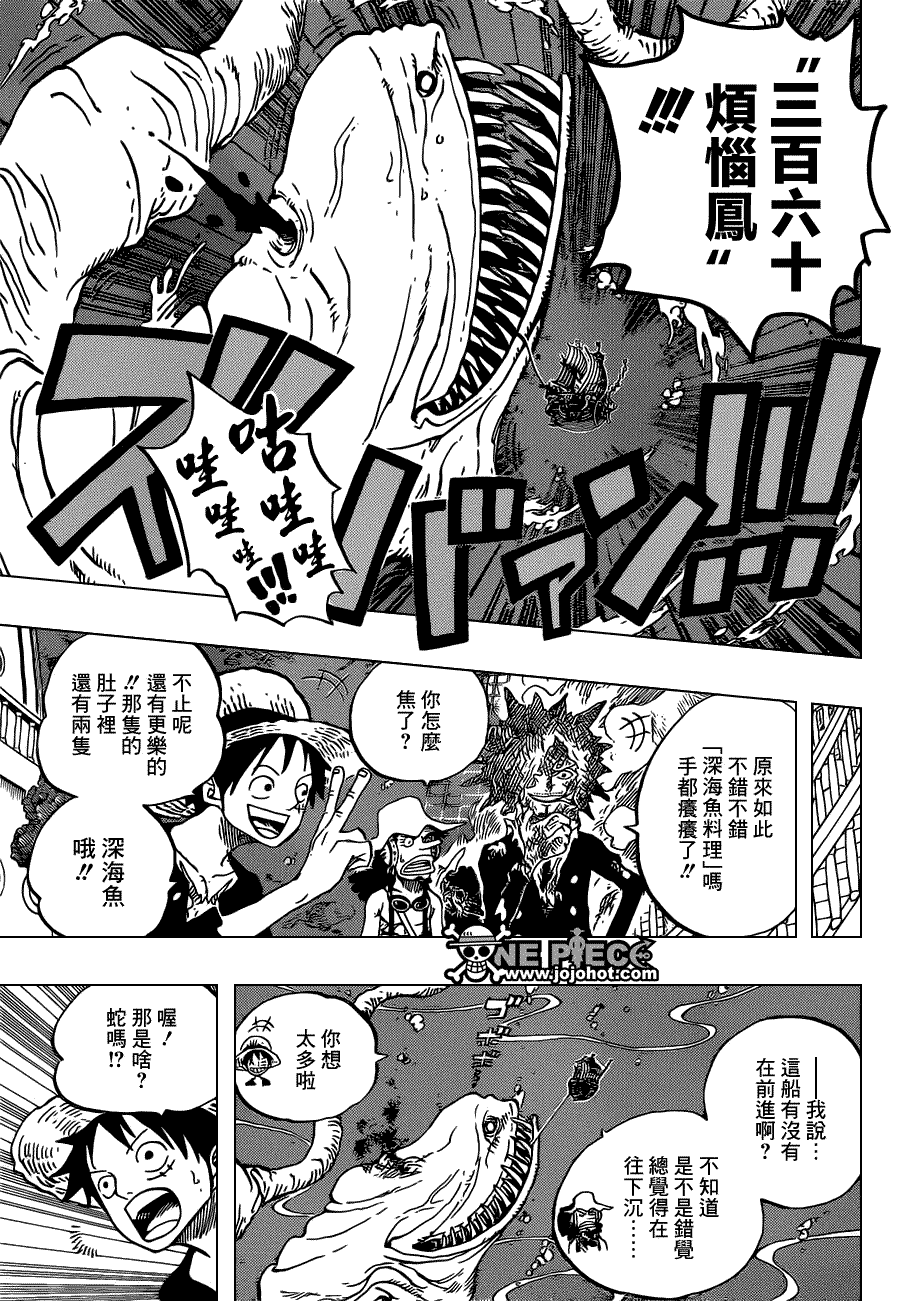 "三百六十
煩惱鳳"
!!!
ズバァン!!!
咕哇哇
哇哇哇!!!
原來如此
不錯不錯
「深海魚料理」嗎
手都癢癢了!!
你怎麼
焦了?
不止呢
還有更樂的
!!那隻的
肚子裡
還有兩隻
深海魚
哦!!
ONE PIECE
www.jojohot.com
——我說…
這船有沒有
在前進啊?
不知道
是不是錯覺
總覺得在
往下沉……
ゴゴゴゴ…
你想
太多啦
喔!
那是啥?
蛇嗎!?